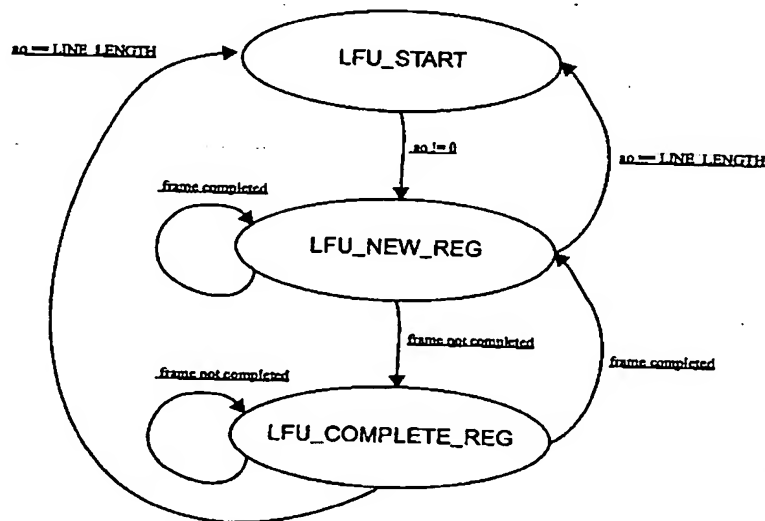 ao == LINE_LENGTH
LFU_START
ao != 0
ao == LINE_LENGTH
frame completed
LFU_NEW_REG
frame not completed
frame completed
frame not completed
LFU_COMPLETE_REG